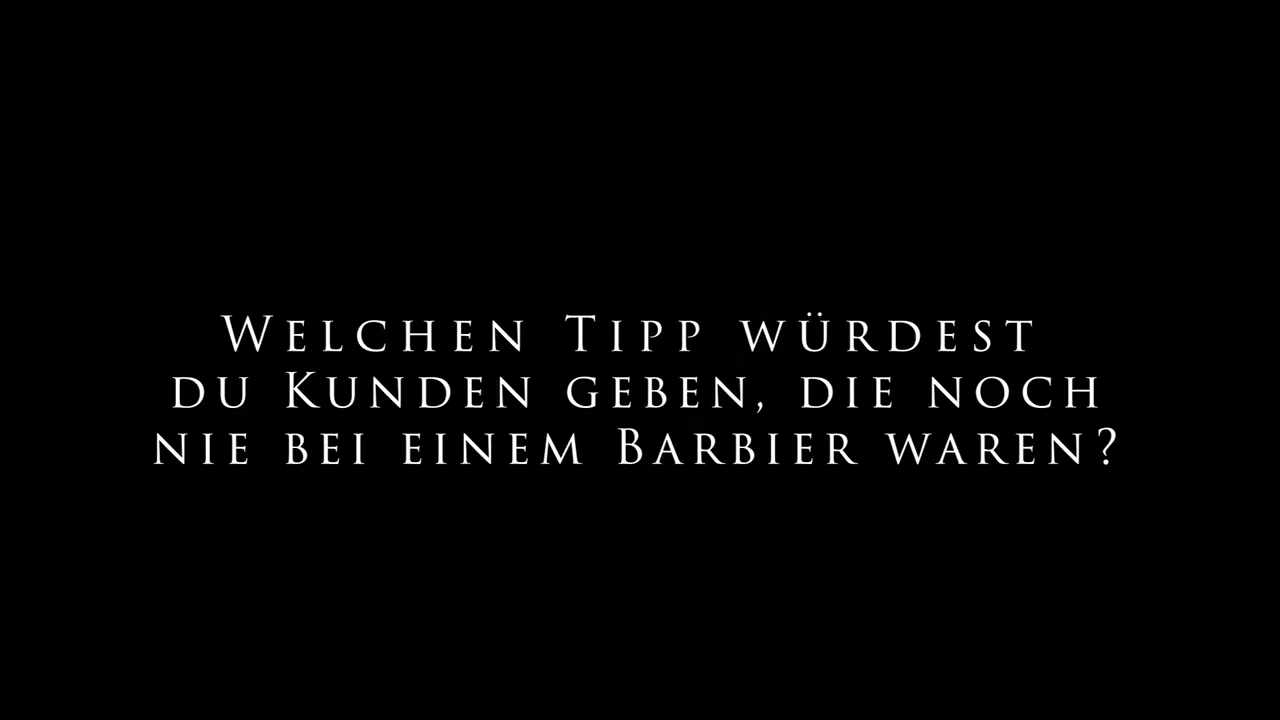 Welchen Tipp würdest
du Kunden geben, die noch
nie bei einem Barbier waren?